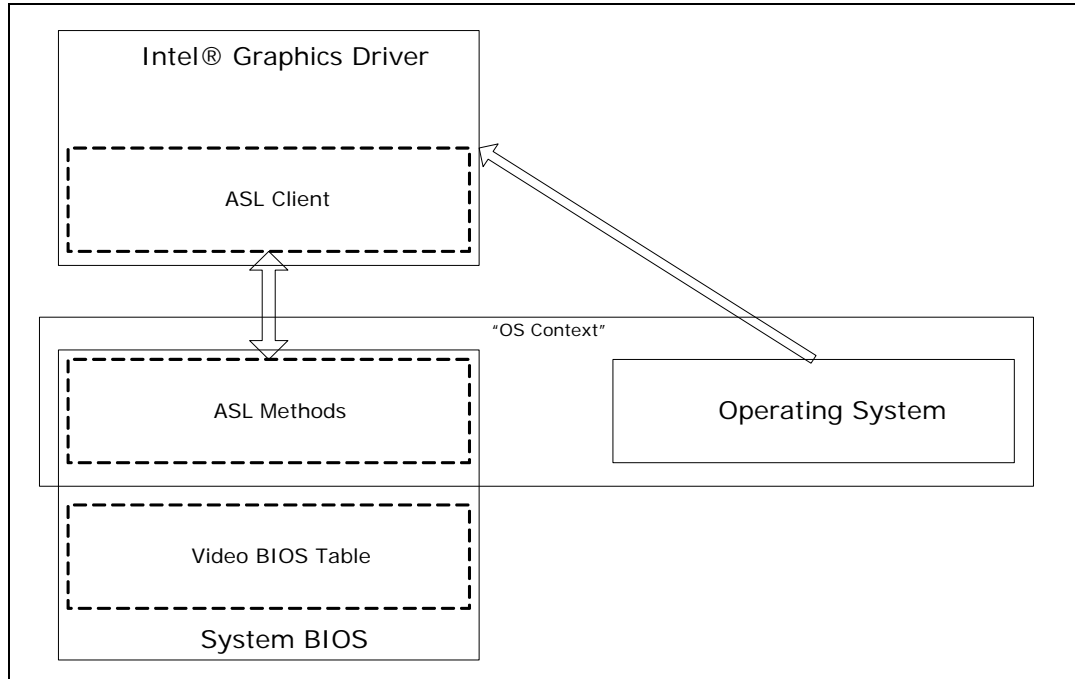 Intel® Graphics Driver
ASL Client
“OS Context”
ASL Methods
Operating System
Video BIOS Table
System BIOS